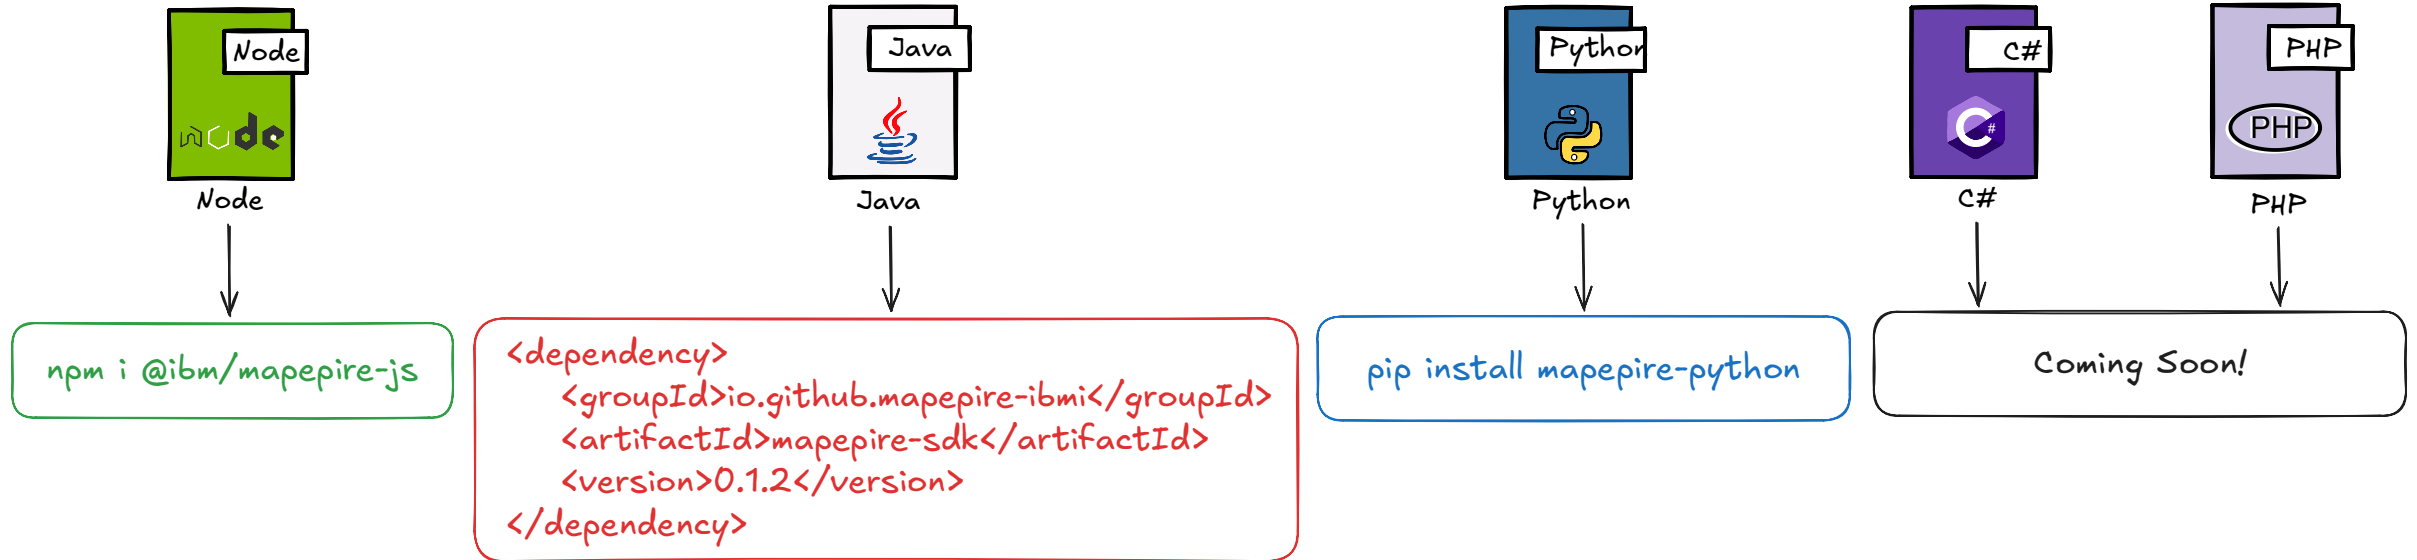 Node
node
Node
npm i @ibm/mapepire-js
Java
Java
<dependency>
<groupId>io.github.mapepire-ibmi</groupId>
<artifactId>mapepire-sdk</artifactId>
<version>0.1.2</version>
</dependency>
Python
Python
pip install mapepire-python
C#
C#
C#
PHP
PHP
PHP
Coming Soon!